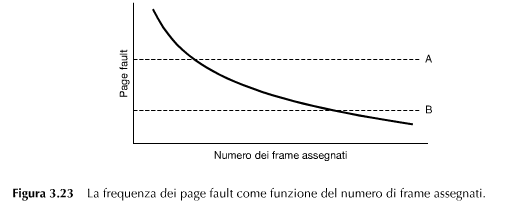 A
Page fault
B
Numero dei frame assegnati
Figura 3.23 La frequenza dei page fault come funzione del numero di frame assegnati.